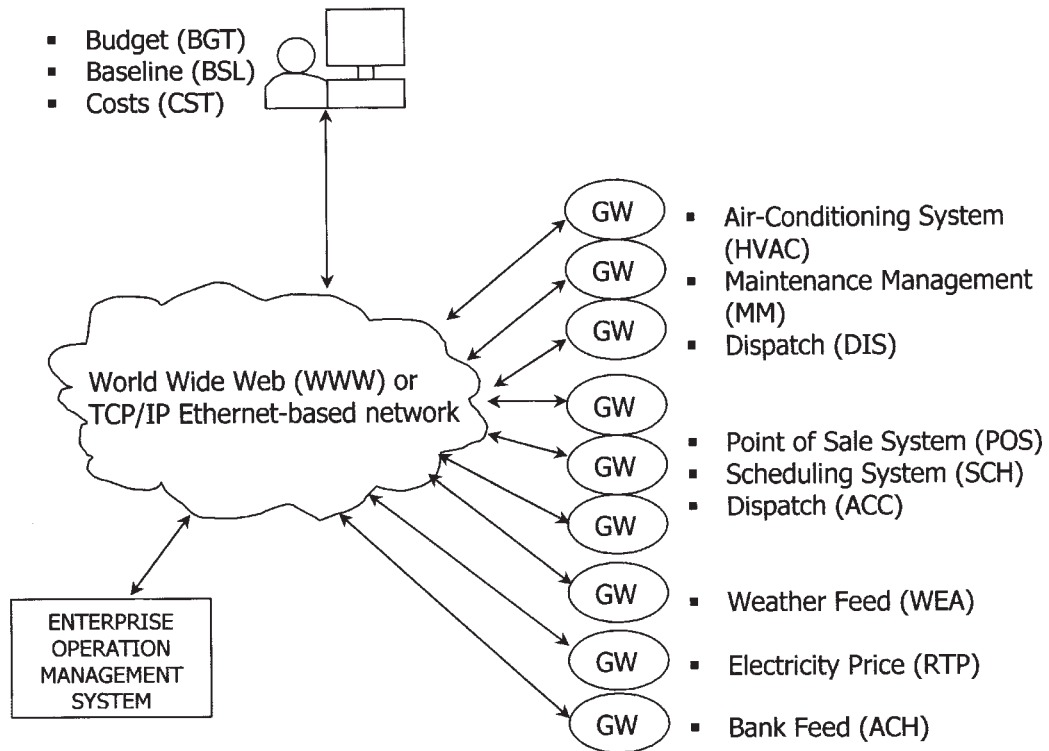 ▪ Budget (BGT)
▪ Baseline (BSL)
▪ Costs (CST)
GW
▪ Air-Conditioning System
(HVAC)
GW
▪ Maintenance Management
(MM)
GW
▪ Dispatch (DIS)
World Wide Web (WWW) or
TCP/IP Ethernet-based network
GW
▪ Point of Sale System (POS)
GW
▪ Scheduling System (SCH)
GW
▪ Dispatch (ACC)
GW
▪ Weather Feed (WEA)
GW
▪ Electricity Price (RTP)
GW
▪ Bank Feed (ACH)
ENTERPRISE
OPERATION
MANAGEMENT
SYSTEM